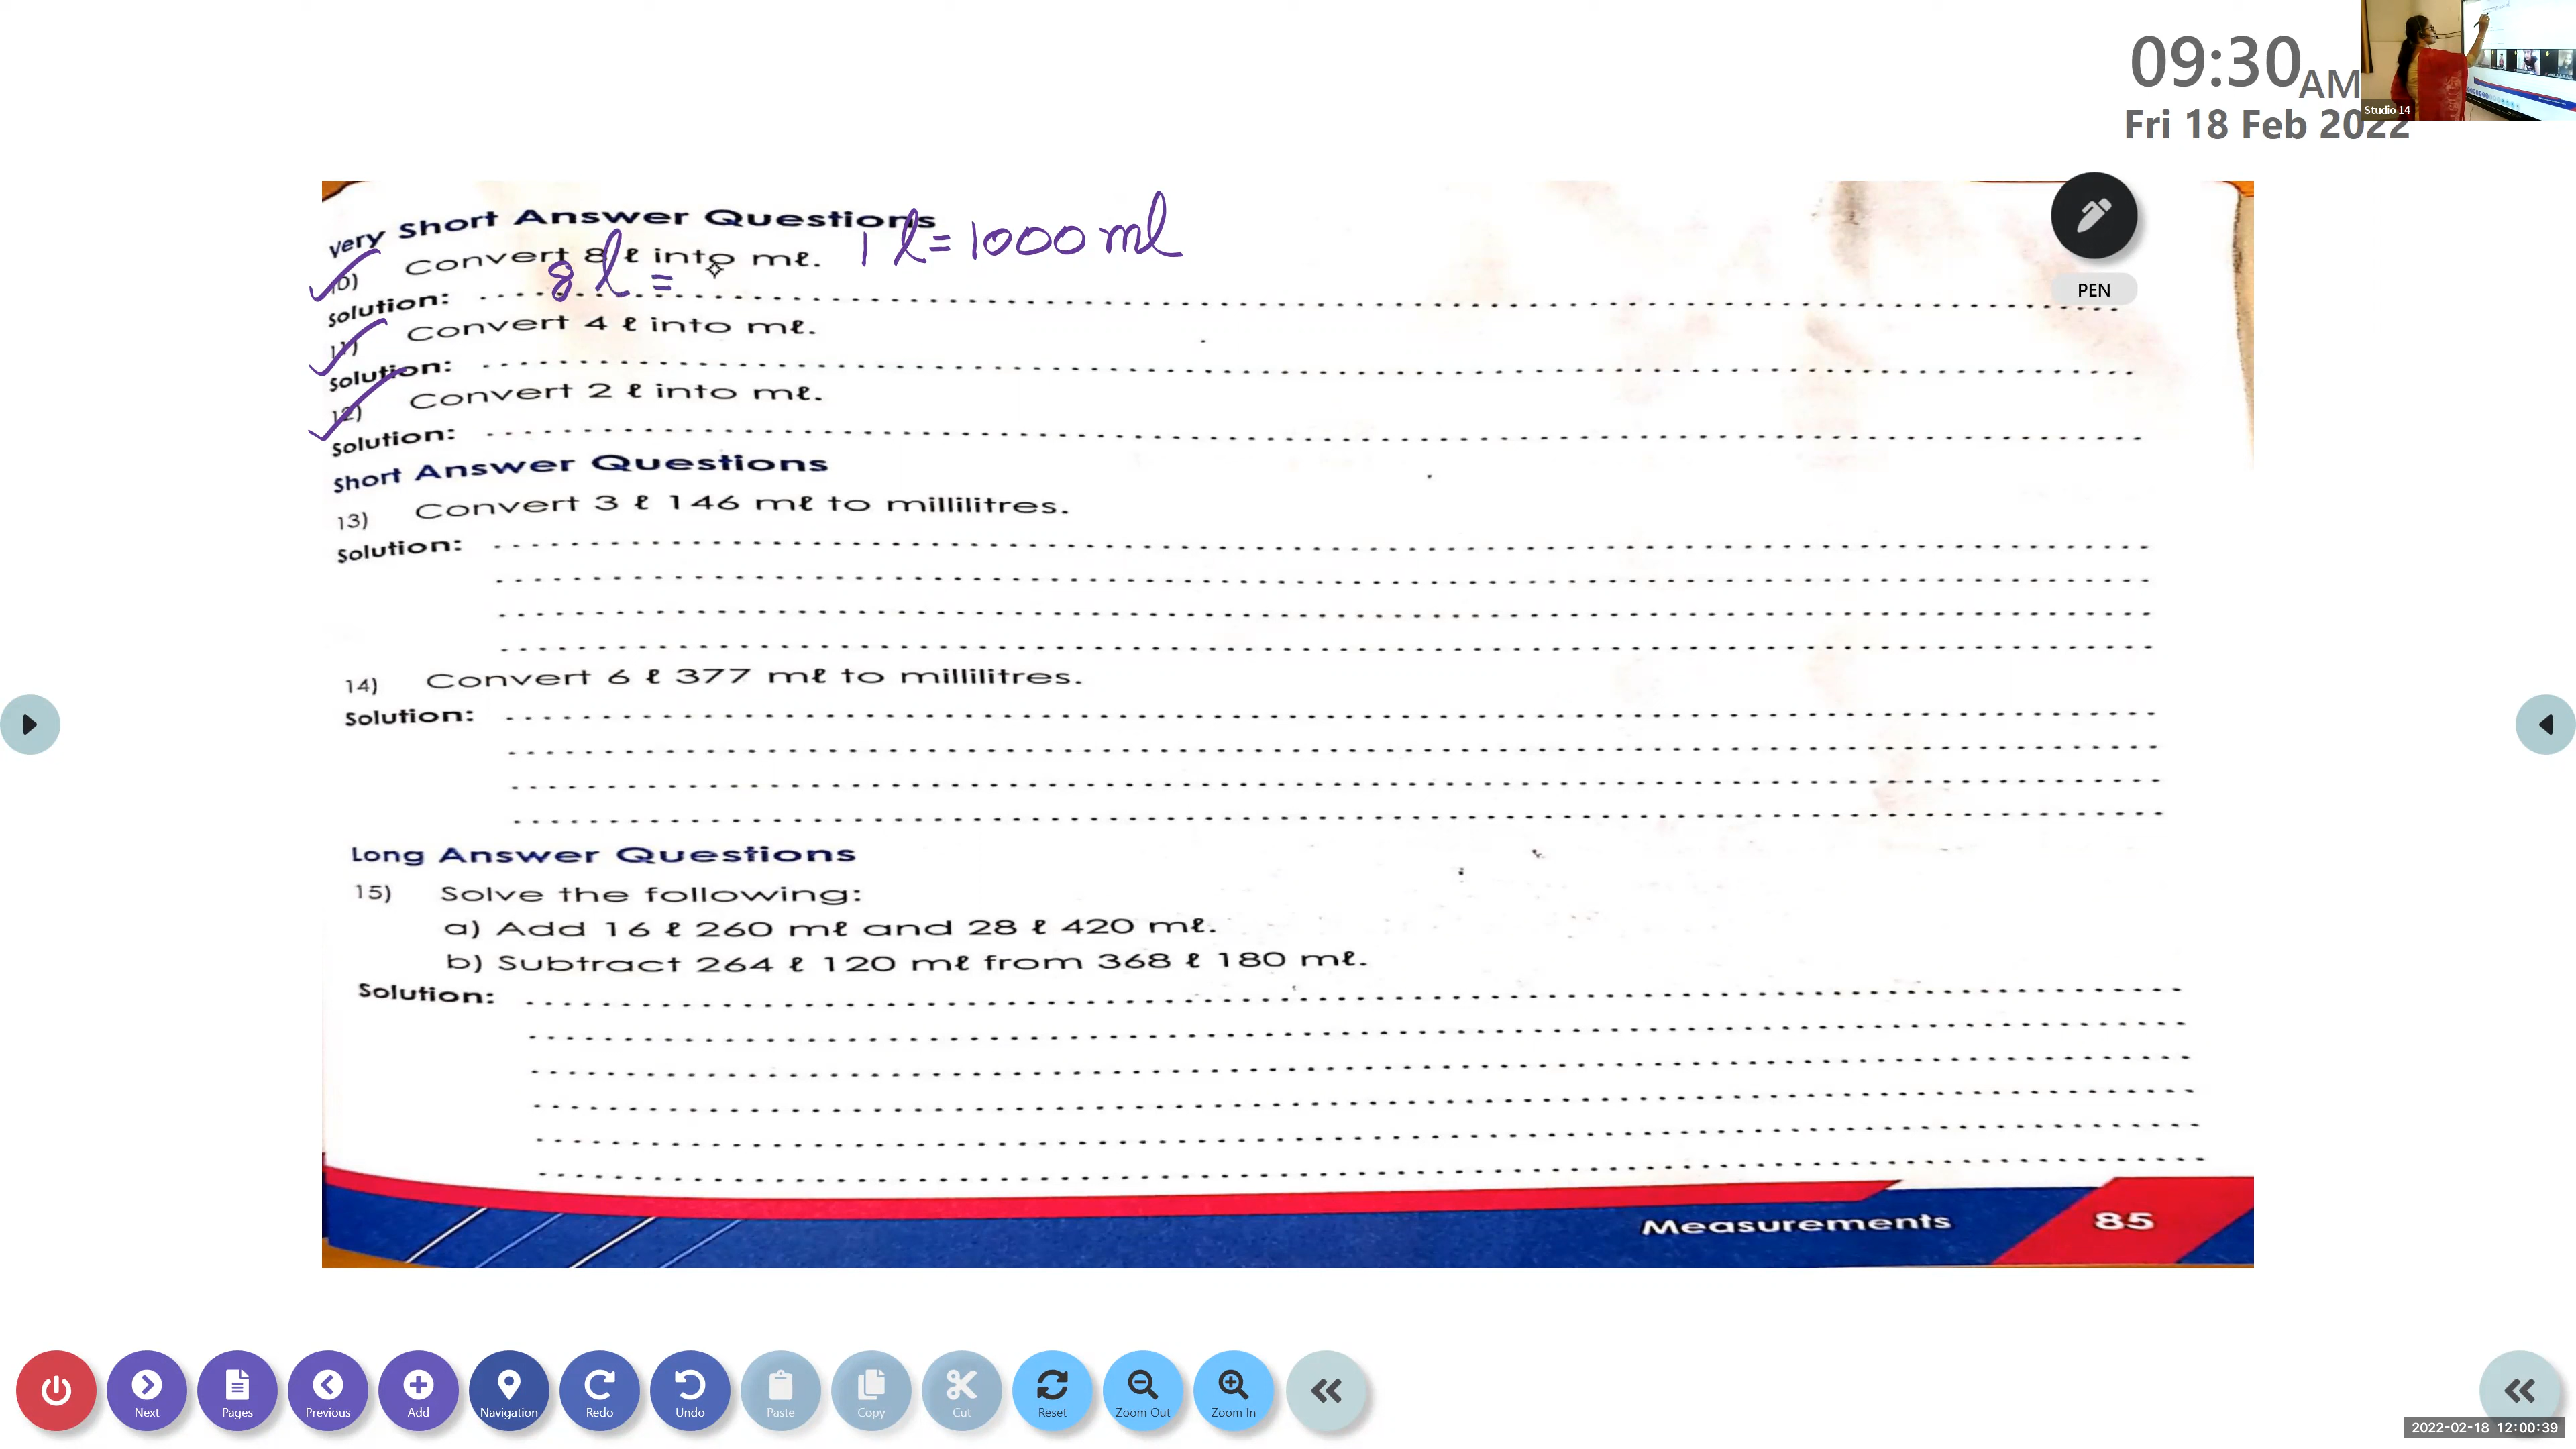 09:30 AM
Fri 18 Feb 2022
Studio 14
PEN
Very Short Answer Questions
1 l = 1000 ml
10) Convert 8 ℓ into mℓ.
Solution: 8 l =
11) Convert 4 ℓ into mℓ.
Solution:
12) Convert 2 ℓ into mℓ.
Solution:
Short Answer Questions
13) Convert 3 ℓ 146 mℓ to millilitres.
Solution:
14) Convert 6 ℓ 377 mℓ to millilitres.
Solution:
Long Answer Questions
15) Solve the following:
a) Add 16 ℓ 260 mℓ and 28 ℓ 420 mℓ.
b) Subtract 264 ℓ 120 mℓ from 368 ℓ 180 mℓ.
Solution:
Measurements 85
Next Pages Previous Add Navigation Redo Undo Paste Copy Cut Reset Zoom Out Zoom In
2022-02-18 12:00:39